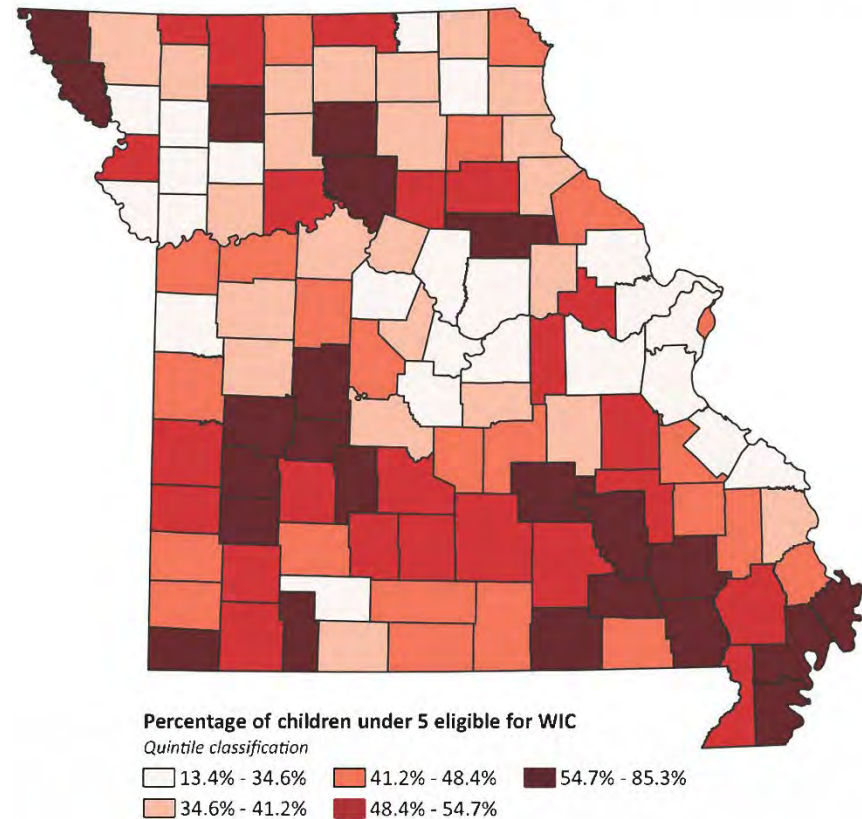 Percentage of children under 5 eligible for WIC
Quintile classification
13.4% - 34.6% 41.2% - 48.4% 54.7% - 85.3%
34.6% - 41.2% 48.4% - 54.7%